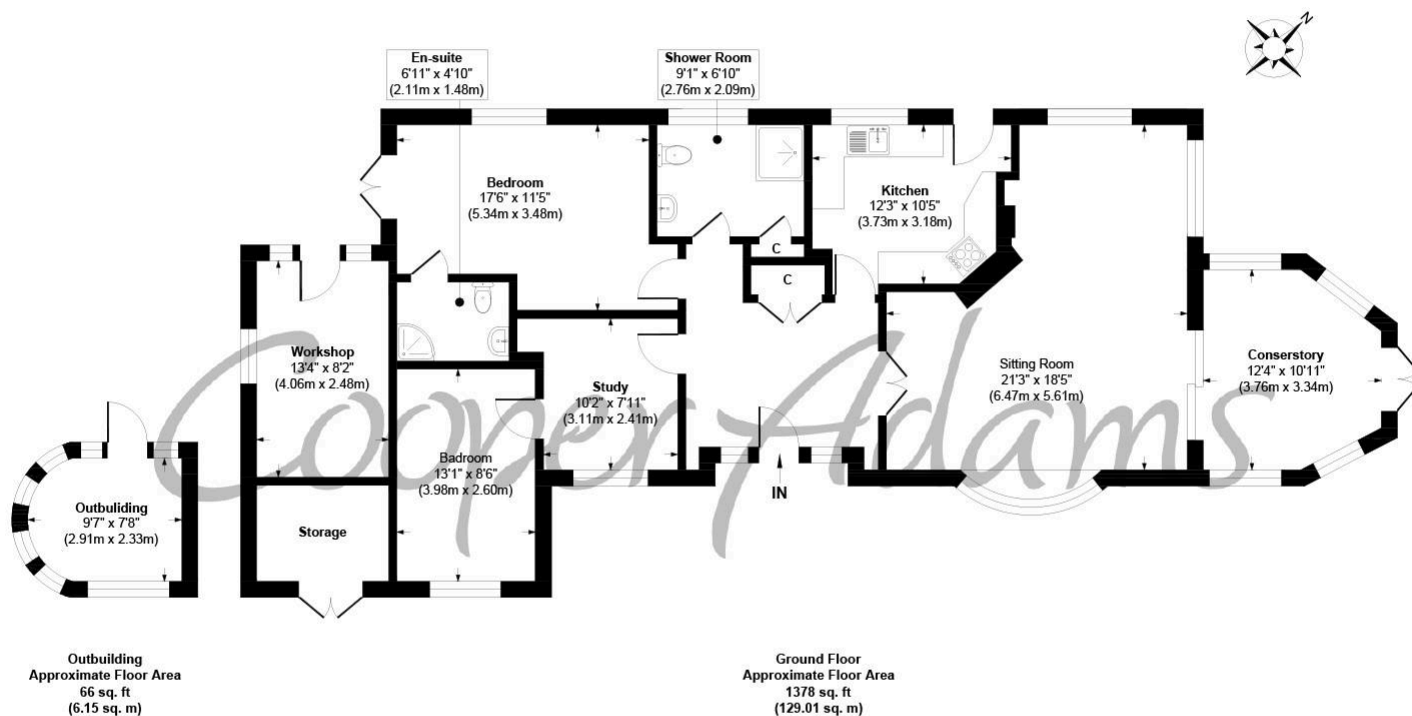 N
En-suite
6'11" x 4'10"
(2.11m x 1.48m)
Shower Room
9'1" x 6'10"
(2.76m x 2.09m)
Bedroom
17'6" x 11'5"
(5.34m x 3.48m)
Kitchen
12'3" x 10'5"
(3.73m x 3.18m)
C
C
Workshop
13'4" x 8'2"
(4.06m x 2.48m)
Study
10'2" x 7'11"
(3.11m x 2.41m)
Sitting Room
21'3" x 18'5"
(6.47m x 5.61m)
Conserstory
12'4" x 10'11"
(3.76m x 3.34m)
Badroom
13'1" x 8'6"
(3.98m x 2.60m)
IN
Outbuliding
9'7" x 7'8"
(2.91m x 2.33m)
Storage
Cooper Adams
Outbuilding
Approximate Floor Area
66 sq. ft
(6.15 sq. m)
Ground Floor
Approximate Floor Area
1378 sq. ft
(129.01 sq. m)